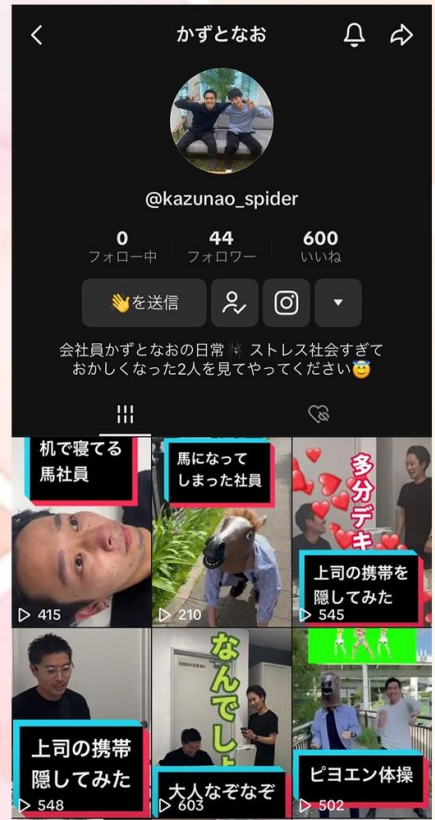 かずとなお
@kazunao_spider
0 44 600
フォロー中 フォロワー いいね
👋を送信
会社員かずとなおの日常🕷 ストレス社会すぎて
おかしくなった2人を見てやってください😇
机で寝てる
馬社員
415
馬になって
しまった社員
210
多分デキ
上司の携帯を
隠してみた
545
上司の携帯
隠してみた
548
なんでしょ
大人なぞなぞ
603
ピヨエン体操
502